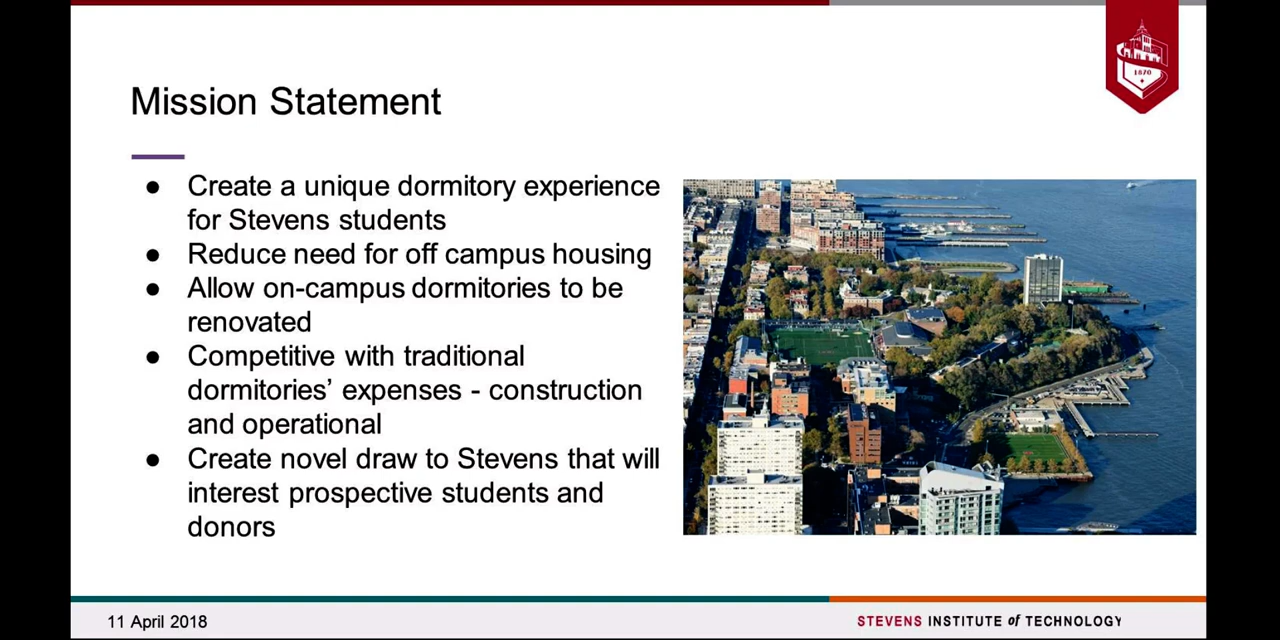 1870
Mission Statement
● Create a unique dormitory experience
for Stevens students
● Reduce need for off campus housing
● Allow on-campus dormitories to be
renovated
● Competitive with traditional
dormitories’ expenses - construction
and operational
● Create novel draw to Stevens that will
interest prospective students and
donors
11 April 2018
STEVENS INSTITUTE of TECHNOLOGY